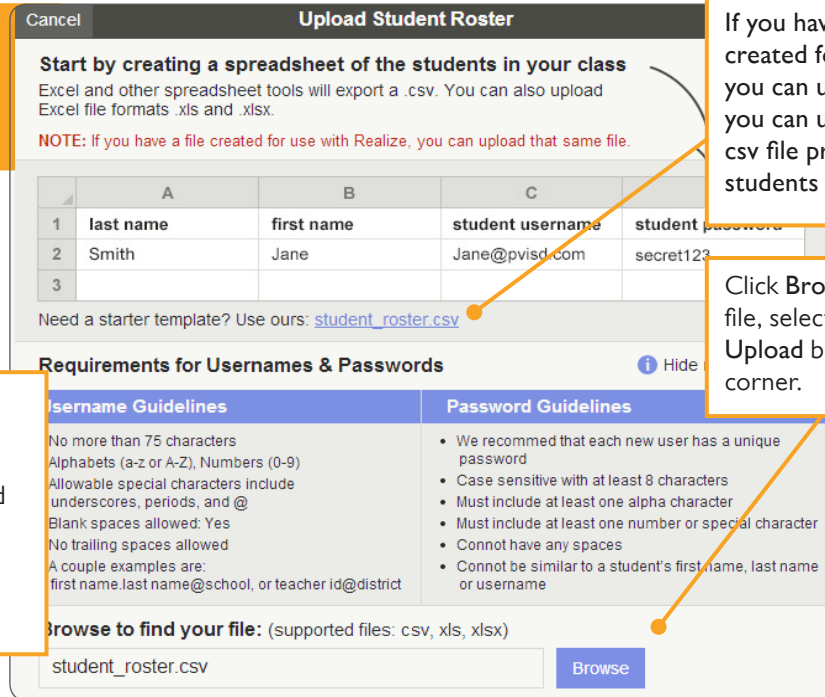 Cancel Upload Student Roster
Start by creating a spreadsheet of the students in your class
Excel and other spreadsheet tools will export a .csv. You can also upload
Excel file formats .xls and .xlsx.
NOTE: If you have a file created for use with Realize, you can upload that same file.
A B C
1 last name first name student username student password
2 Smith Jane Jane@pvisd.com secret123
3
Need a starter template? Use ours: student_roster.csv
Requirements for Usernames & Passwords
Hide
Username Guidelines
No more than 75 characters
Alphabets (a-z or A-Z), Numbers (0-9)
Allowable special characters include
underscores, periods, and @
Blank spaces allowed: Yes
No trailing spaces allowed
A couple examples are:
first name.last name@school, or teacher id@district
Password Guidelines
• We recommed that each new user has a unique
password
• Case sensitive with at least 8 characters
• Must include at least one alpha character
• Must include at least one number or special character
• Connot have any spaces
• Connot be similar to a student's first name, last name
or username
Browse to find your file: (supported files: csv, xls, xlsx)
student_roster.csv Browse
If you
created
you can
you can
csv file
students
Click
file,
Upload
corner.